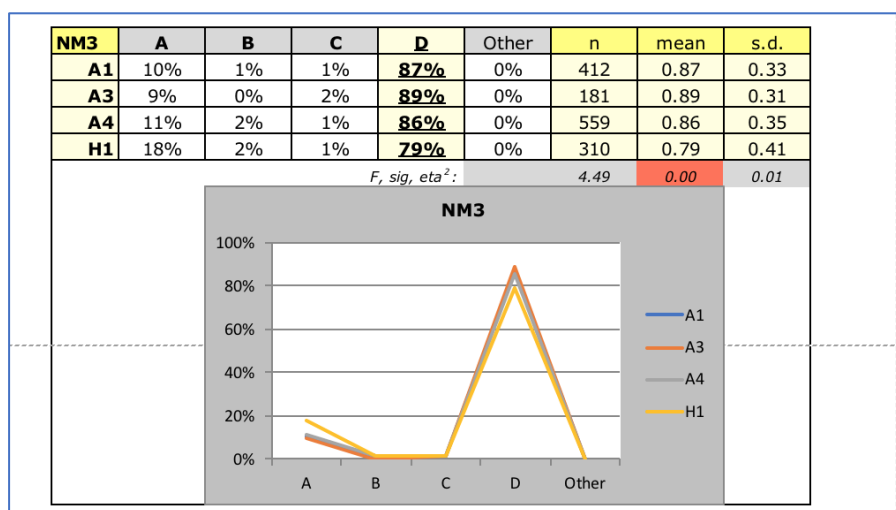 NM3 A B C D Other n mean s.d.
A1 10% 1% 1% 87% 0% 412 0.87 0.33
A3 9% 0% 2% 89% 0% 181 0.89 0.31
A4 11% 2% 1% 86% 0% 559 0.86 0.35
H1 18% 2% 1% 79% 0% 310 0.79 0.41
F, sig, eta²: 4.49 0.00 0.01
NM3
100%
80%
60%
40%
20%
0%
A B C D Other
A1
A3
A4
H1